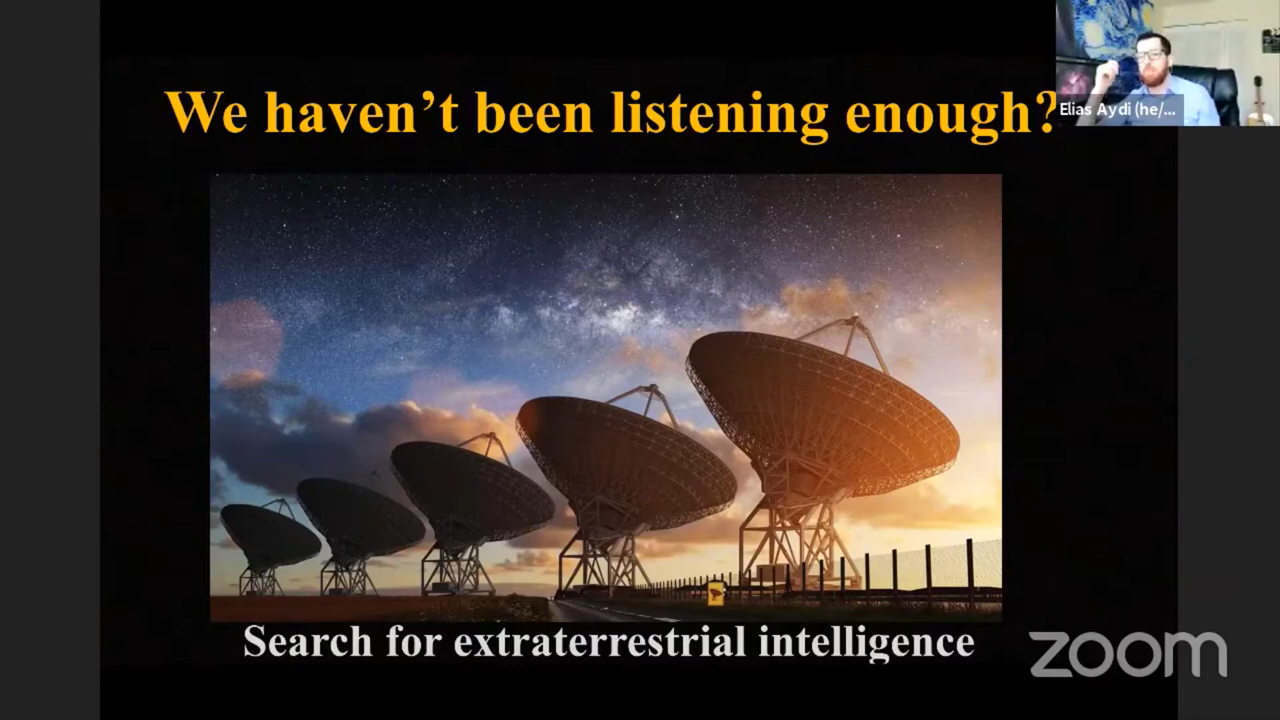 We haven’t been listening enough?
Elias Aydi (he/...
Search for extraterrestrial intelligence
zoom